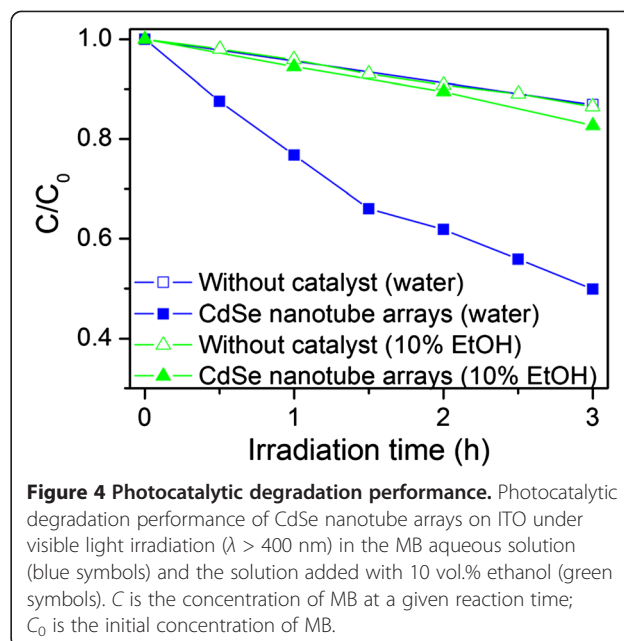 1.0
0.8
0.6
0.4
C/C₀
Without catalyst (water)
CdSe nanotube arrays (water)
Without catalyst (10% EtOH)
CdSe nanotube arrays (10% EtOH)
0 1 2 3
Irradiation time (h)
Figure 4 Photocatalytic degradation performance. Photocatalytic
degradation performance of CdSe nanotube arrays on ITO under
visible light irradiation (λ > 400 nm) in the MB aqueous solution
(blue symbols) and the solution added with 10 vol.% ethanol (green
symbols). C is the concentration of MB at a given reaction time;
C₀ is the initial concentration of MB.